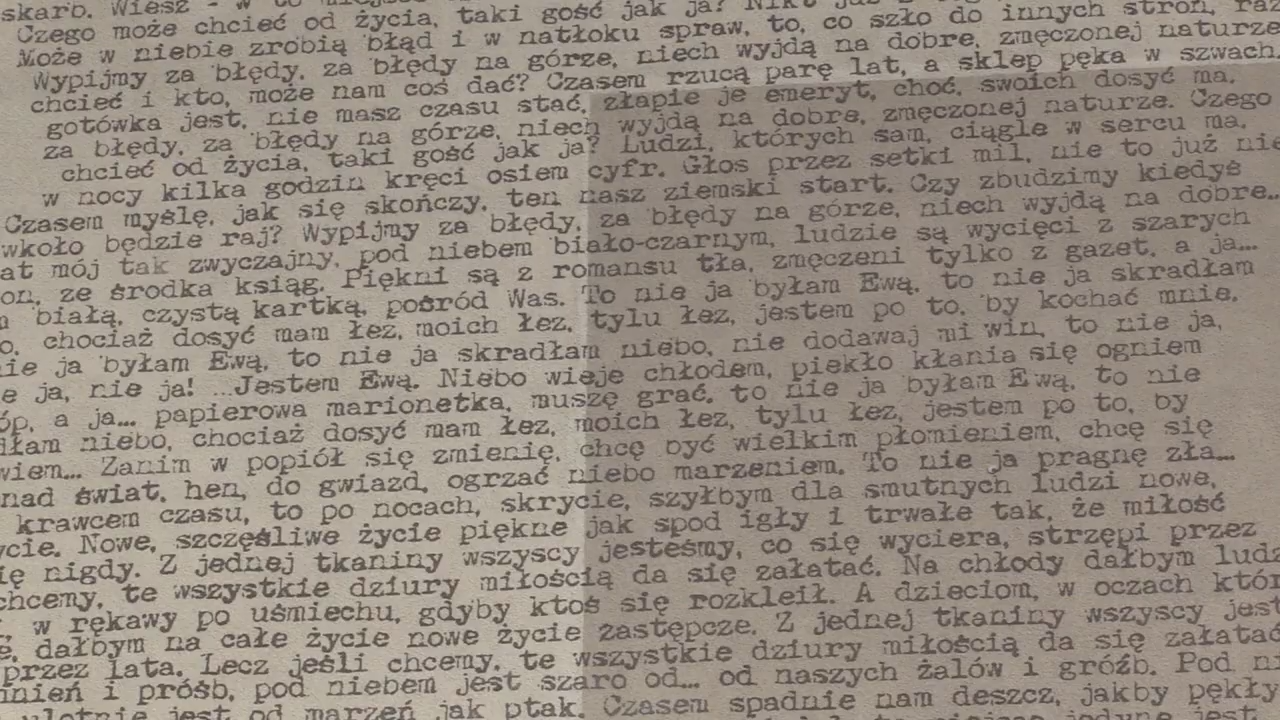 skarb. Wiesz - w to
Czego może chcieć od życia, taki gość jak ja?
Może w niebie zrobią błąd i w natłoku spraw, to, co szło do innych stron, raz
Wypijmy za błędy, za błędy na górze, niech wyjdą na dobre, zmęczonej naturze
chcieć i kto, może nam coś dać? Czasem rzucą parę lat, a sklep pęka w szwach
gotówka jest, nie masz czasu stać, złapie je emeryt, choć, swoich dosyć ma.
za błędy, za błędy na górze, niech wyjdą na dobre, zmęczonej naturze. Czego
chcieć od życia, taki gość jak ja? Ludzi, których sam, ciągle w sercu ma.
w nocy kilka godzin kręci osiem cyfr. Głos przez setki mil, nie to już nie
Czasem myślę, jak się skończy, ten nasz ziemski start. Czy zbudzimy kiedyś
wkoło będzie raj? Wypijmy za błędy, za błędy na górze, niech wyjdą na dobre...
at mój tak zwyczajny, pod niebem biało-czarnym, ludzie są wycięci z szarych
on, ze środka ksiąg. Piękni są z romansu tła, zmęczeni tylko z gazet, a ja...
białą, czystą kartką, pośród Was. To nie ja byłam Ewą, to nie ja skradłam
o, chociaż dosyć mam łez, moich łez, tylu łez, jestem po to, by kochać mnie.
ie ja byłam Ewą, to nie ja skradłam niebo, nie dodawaj mi win, to nie ja,
e ja, nie ja! ...Jestem Ewą. Niebo wieje chłodem, piekło kłania się ogniem
óp, a ja... papierowa marionetka, muszę grać. to nie ja byłam Ewą, to nie
dłam niebo, chociaż dosyć mam łez, moich łez, tylu łez, jestem po to, by
wiem... Zanim w popiół się zmienię, chcę być wielkim płomieniem, chcę się
nad świat, hen, do gwiazd, ogrzać niebo marzeniem. To nie ja pragnę zła...
krawcem czasu, to po nocach, skrycie, szyłbym dla smutnych ludzi nowe,
ycie. Nowe, szczęśliwe życie piękne jak spod igły i trwałe tak, że miłość
ię nigdy. Z jednej tkaniny wszyscy jesteśmy, co się wyciera, strzępi przez
chcemy, te wszystkie dziury miłością da się załatać. Na chłody dałbym ludz
w rękawy po uśmiechu, gdyby ktoś się rozkleił. A dzieciom, w oczach któr
e, dałbym na całe życie nowe życie zastępcze. Z jednej tkaniny wszyscy jest
przez lata. Lecz jeśli chcemy, te wszystkie dziury miłością da się załatać
inień i próśb, pod niebem jest szaro od... od naszych żalów i gróźb. Pod ni
ulotnie jest od marzeń jak ptak. Czasem spadnie nam deszcz, jakby pękły